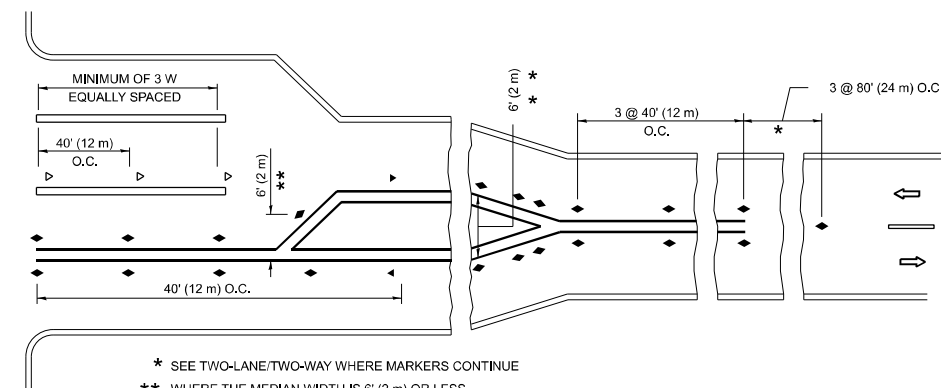 MINIMUM OF 3 W
EQUALLY SPACED
40' (12 m)
O.C.
6' (2 m)
**
6' (2 m)
*
*
3 @ 40' (12 m)
O.C.
3 @ 80' (24 m) O.C
*
40' (12 m) O.C.
* SEE TWO-LANE/TWO-WAY WHERE MARKERS CONTINUE
** WHERE THE MEDIAN WIDTH IS 6' (2 m) OR LESS